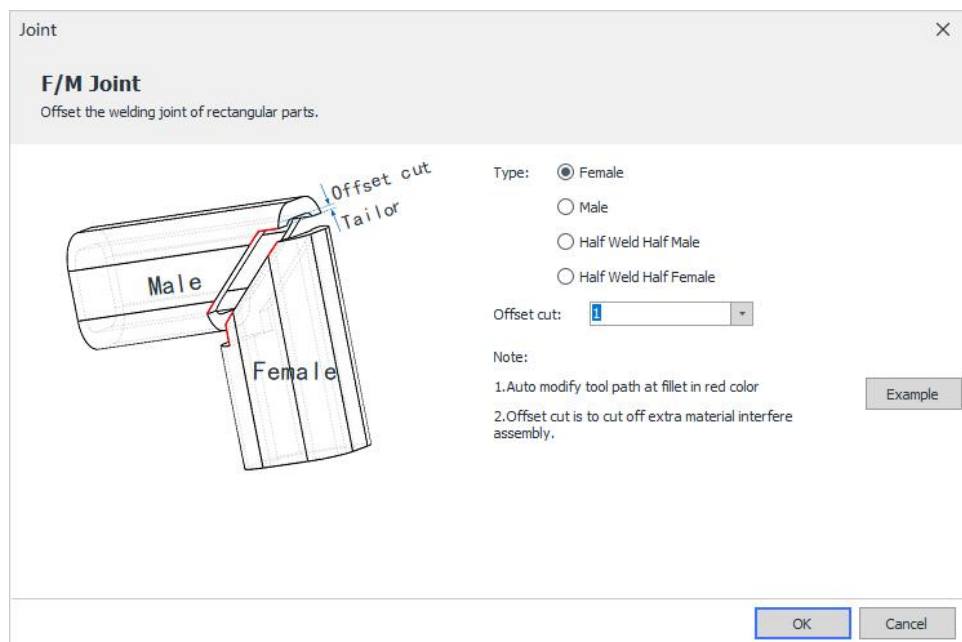 Joint
F/M Joint
Offset the welding joint of rectangular parts.
Offset cut
Tailor
Male
Female
Type:
Female
Male
Half Weld Half Male
Half Weld Half Female
Offset cut:
1
Note:
1.Auto modify tool path at fillet in red color
2.Offset cut is to cut off extra material interfere
assembly.
Example
OK
Cancel